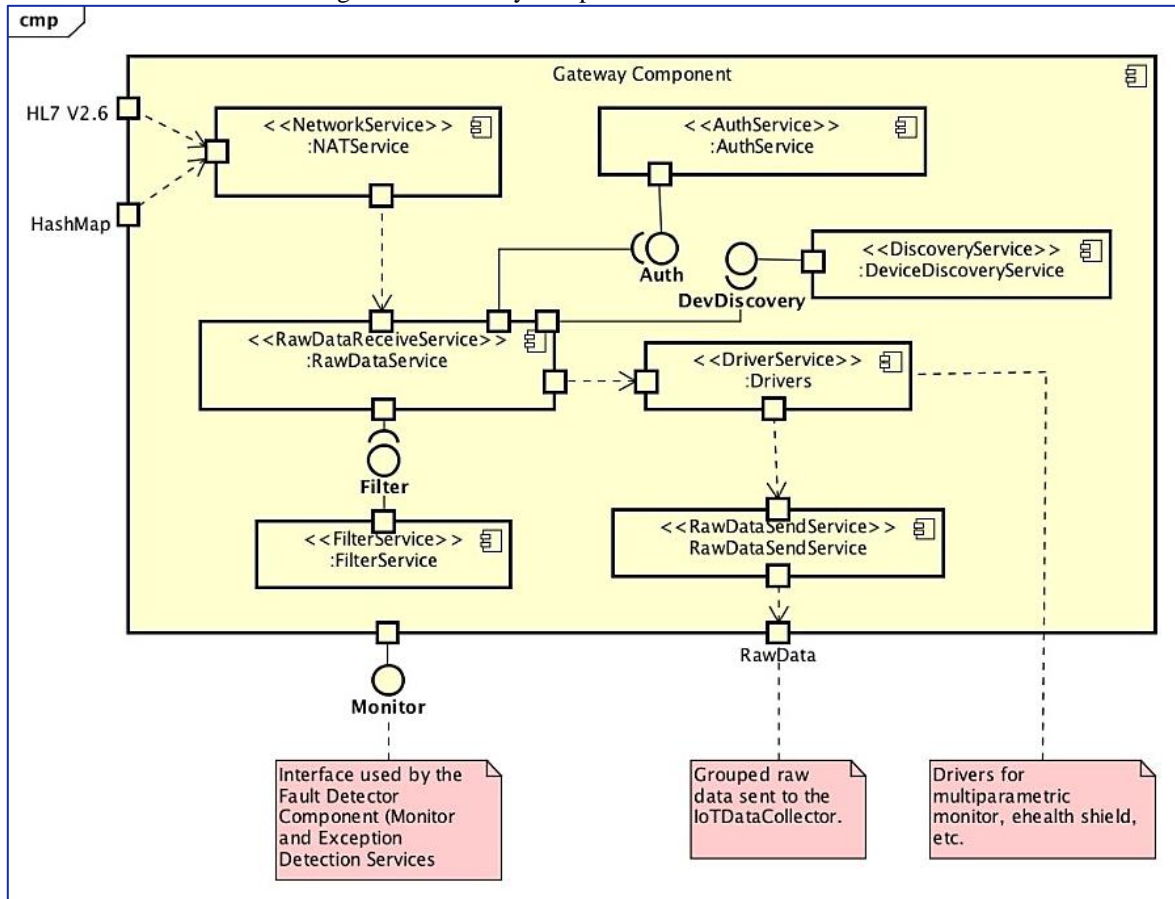 cmp
Gateway Component
HL7 V2.6
<<NetworkService>>
:NATService
<<AuthService>>
:AuthService
HashMap
<<DiscoveryService>>
:DeviceDiscoveryService
Auth
DevDiscovery
<<RawDataReceiveService>>
:RawDataService
<<DriverService>>
:Drivers
Filter
<<FilterService>>
:FilterService
<<RawDataSendService>>
RawDataSendService
RawData
Monitor
Interface used by the
Fault Detector
Component (Monitor
and Exception
Detection Services
Grouped raw
data sent to the
IoTDataCollector.
Drivers for
multiparametric
monitor, ehealth shield,
etc.